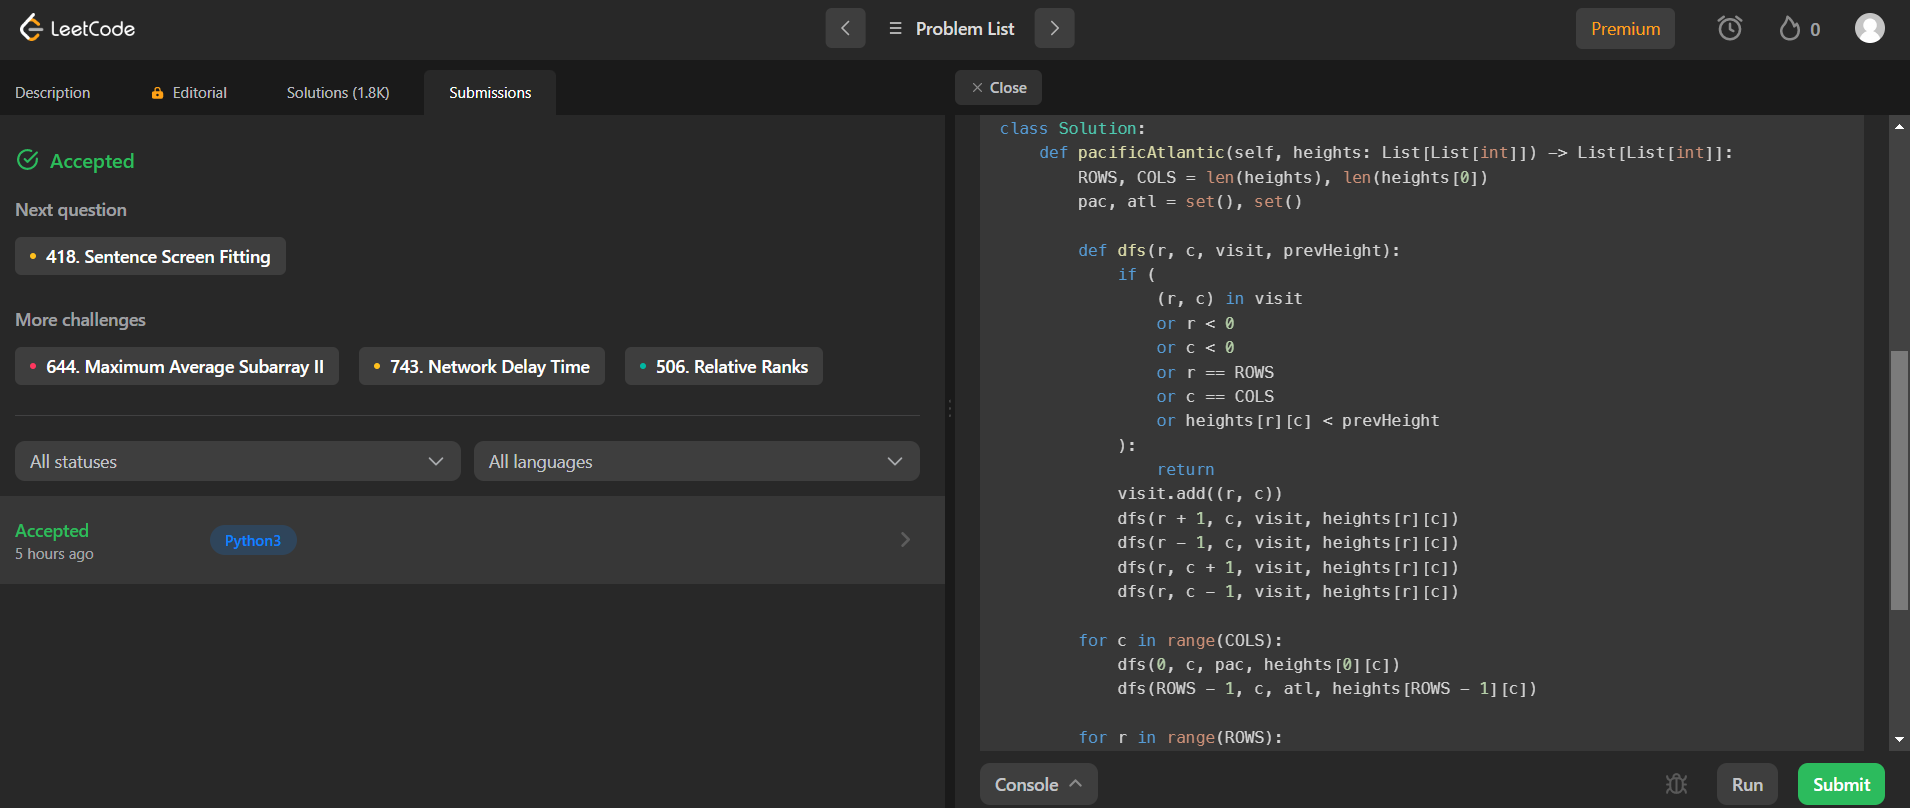 LeetCode
Problem List
Premium
0
Description
Editorial
Solutions (1.8K)
Submissions
Accepted
Next question
418. Sentence Screen Fitting
More challenges
644. Maximum Average Subarray II
743. Network Delay Time
506. Relative Ranks
All statuses
All languages
Accepted
Python3
5 hours ago
Close
class Solution:
    def pacificAtlantic(self, heights: List[List[int]]) -> List[List[int]]:
        ROWS, COLS = len(heights), len(heights[0])
        pac, atl = set(), set()

        def dfs(r, c, visit, prevHeight):
            if (
                (r, c) in visit
                or r < 0
                or c < 0
                or r == ROWS
                or c == COLS
                or heights[r][c] < prevHeight
            ):
                return
            visit.add((r, c))
            dfs(r + 1, c, visit, heights[r][c])
            dfs(r - 1, c, visit, heights[r][c])
            dfs(r, c + 1, visit, heights[r][c])
            dfs(r, c - 1, visit, heights[r][c])

        for c in range(COLS):
            dfs(0, c, pac, heights[0][c])
            dfs(ROWS - 1, c, atl, heights[ROWS - 1][c])

        for r in range(ROWS):
Console
Run
Submit